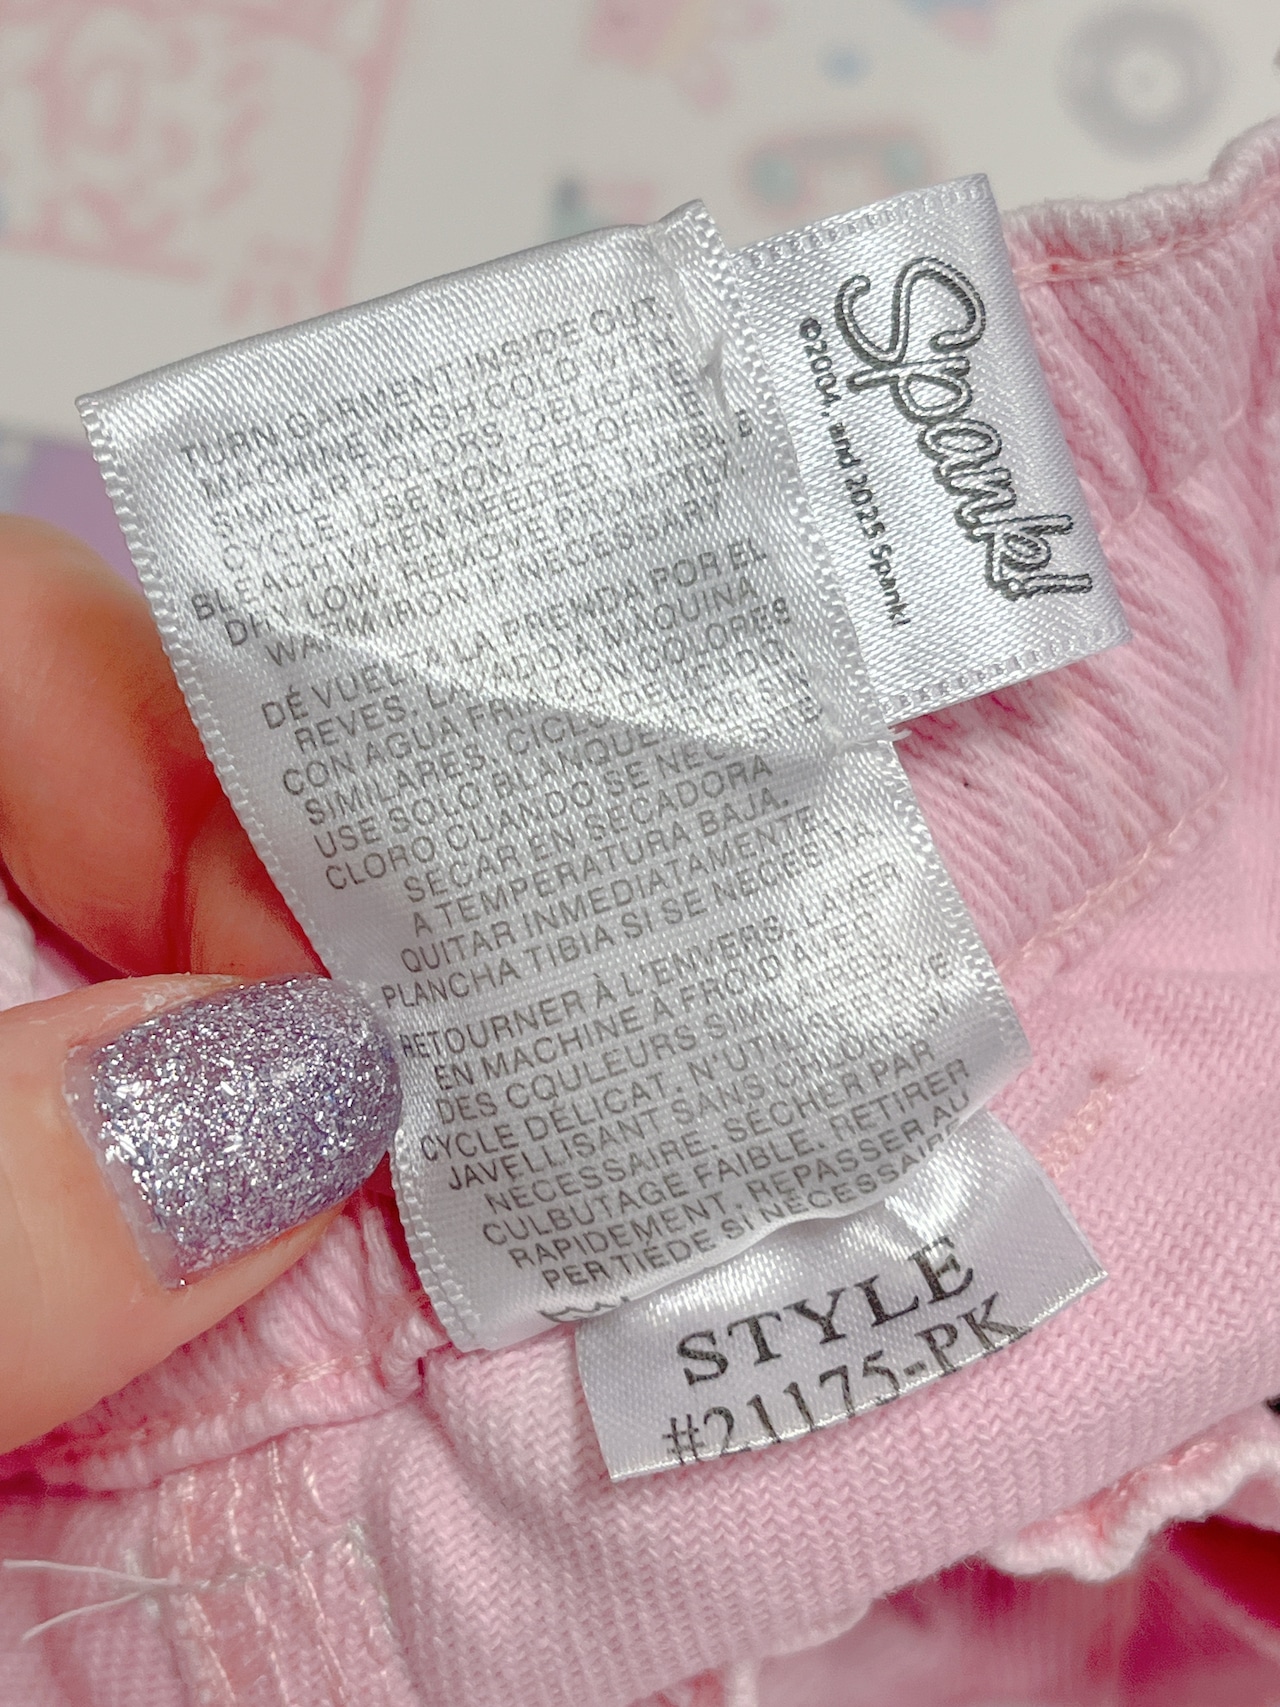 TURN GARMENT INSIDE OUT.
MACHINE WASH COLD WITH
SIMILAR COLORS. DELICATE
CYCLE. USE NON-CHLORINE
BLEACH WHEN NEEDED. TUMBLE
DRY LOW. REMOVE PROMPTLY.
WARM IRON IF NECESSARY
DÉ VUELTA LA PRENDA POR EL
REVES. LAVADO A MAQUINA
CON AGUA FRIA CON COLORES
SIMILARES. CICLO DELICADO.
USE SOLO BLANQUEADOR SIN
CLORO CUANDO SE NECESITE
SECAR EN SECADORA
A TEMPERATURA BAJA.
QUITAR INMEDIATAMENTE
PLANCHA TIBIA SI SE NECESITA.
RETOURNER À L'ENVERS. LAVER
EN MACHINE À FROID AVEC
DES COULEURS SIMILAIRES
CYCLE DÉLICAT. N'UTILISER
JAVELLISANT SANS CHLORE SI
NÉCESSAIRE. SÉCHER PAR
CULBUTAGE FAIBLE. RETIRER
RAPIDEMENT. REPASSER AU
FER TIÈDE SI NÉCESSAIRE
Spank!
©2004, and 2025 Spank!
STYLE
#21175-PK